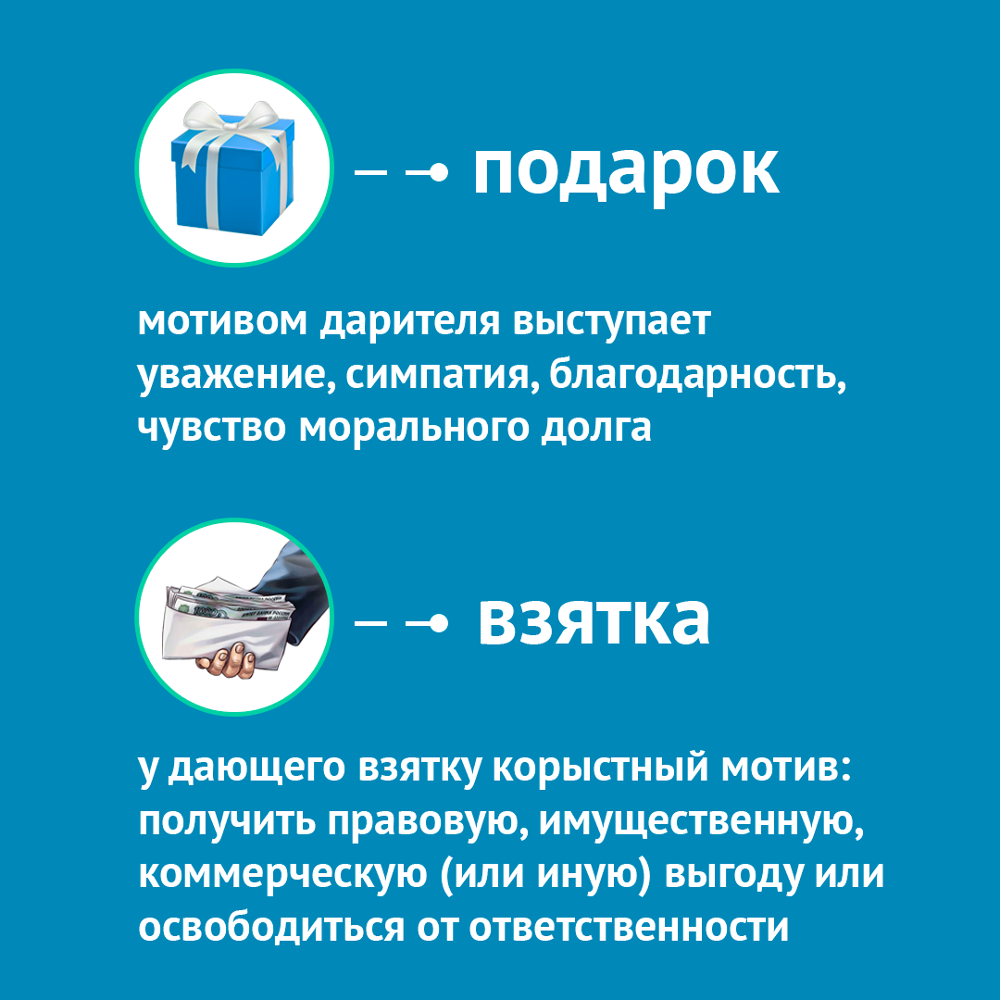 подарок
мотивом дарителя выступает
уважение, симпатия, благодарность,
чувство морального долга
взятка
у дающего взятку корыстный мотив:
получить правовую, имущественную,
коммерческую (или иную) выгоду или
освободиться от ответственности